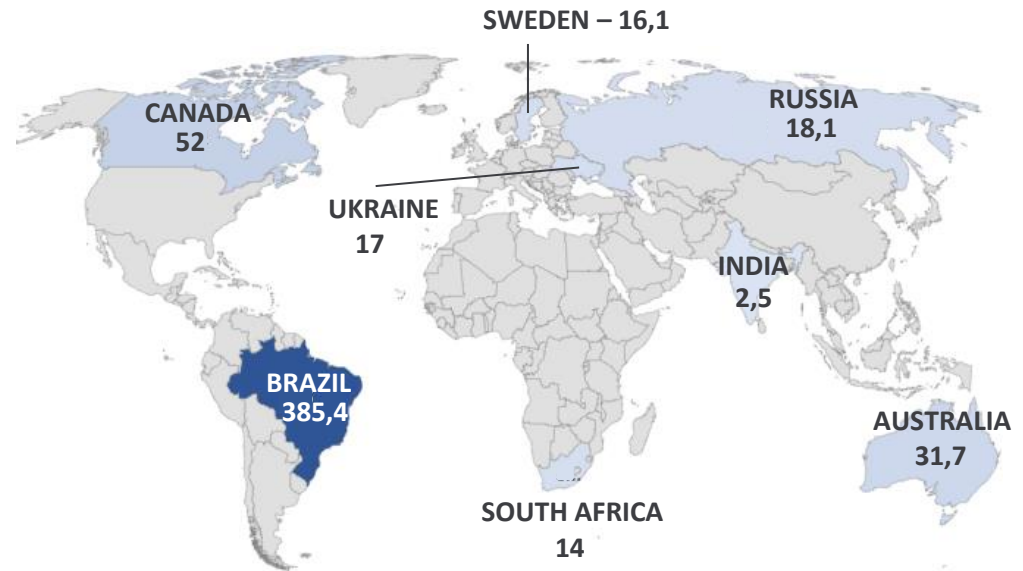 SWEDEN – 16,1
CANADA
52
RUSSIA
18,1
UKRAINE
17
INDIA
2,5
BRAZIL
385,4
AUSTRALIA
31,7
SOUTH AFRICA
14